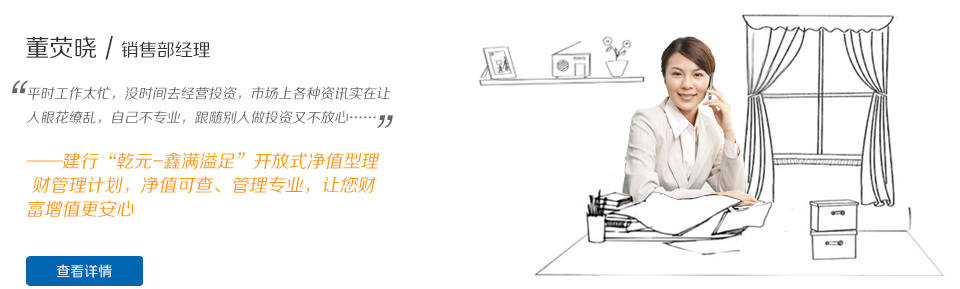 董荧晓 / 销售部经理
“平时工作太忙，没时间去经营投资，市场上各种资讯实在让
人眼花缭乱，自己不专业，跟随别人做投资又不放心……”
——建行“乾元-鑫满溢足”开放式净值型理
财管理计划，净值可查、管理专业，让您财
富增值更安心
查看详情